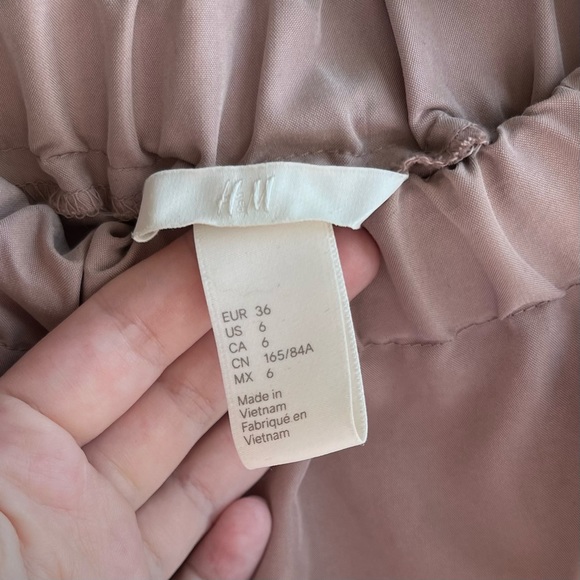 H&M
EUR 36
US 6
CA 6
CN 165/84A
MX 6
Made in
Vietnam
Fabriqué en
Vietnam